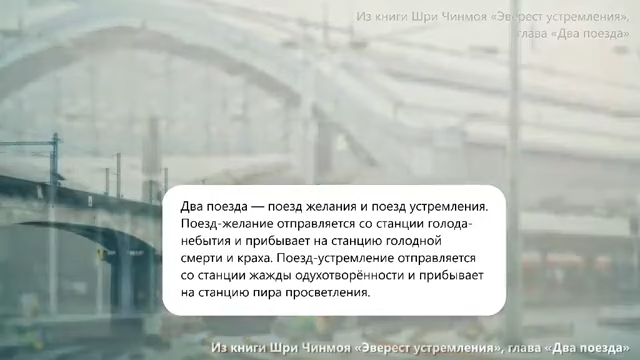 Из книги Шри Чинмоя «Эверест устремления»,
глава «Два поезда»
Два поезда — поезд желания и поезд устремления.
Поезд-желание отправляется со станции голода-
небытия и прибывает на станцию голодной
смерти и краха. Поезд-устремление отправляется
со станции жажды одухотворённости и прибывает
на станцию пира просветления.
Из книги Шри Чинмоя «Эверест устремления», глава «Два поезда»